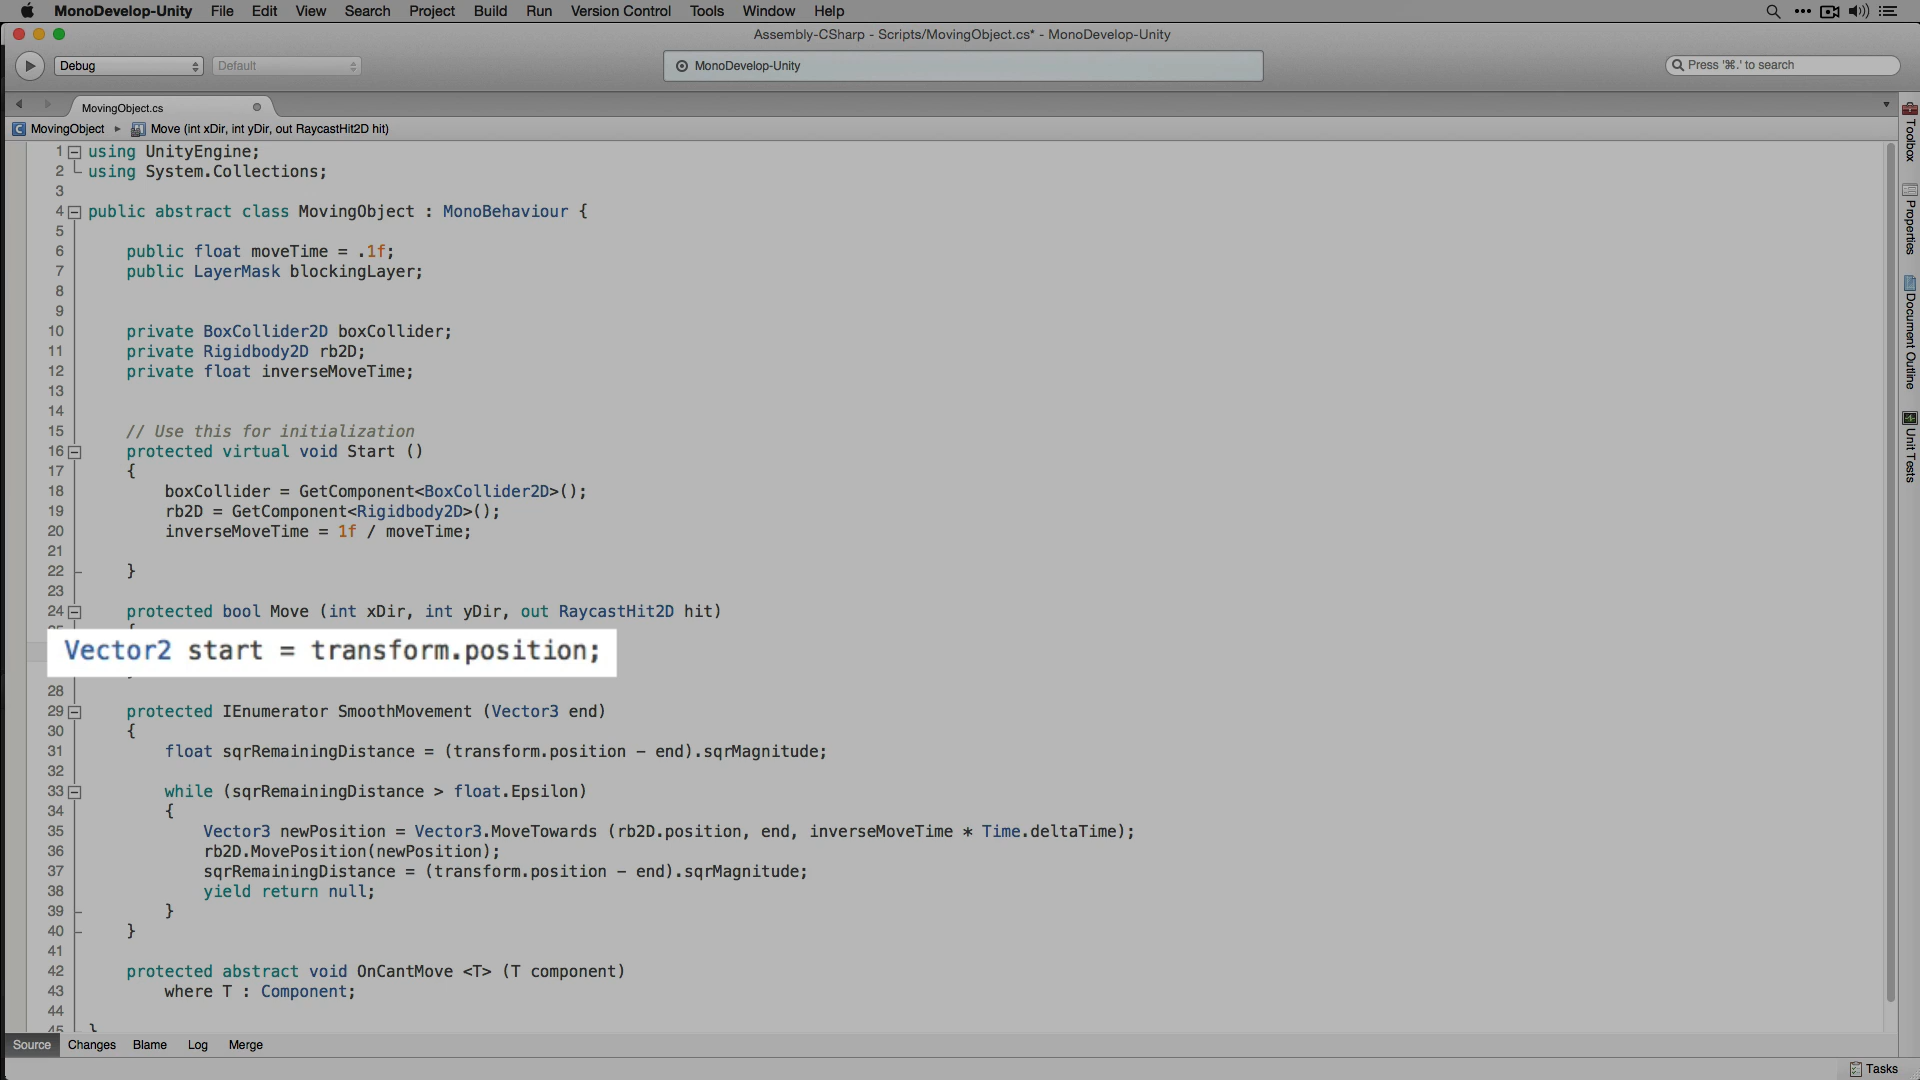 MonoDevelop-Unity File Edit View Search Project Build Run Version Control Tools Window Help
Assembly-CSharp - Scripts/MovingObject.cs* - MonoDevelop-Unity
Debug Default MonoDevelop-Unity Press '⌘.' to search
MovingObject.cs
MovingObject Move (int xDir, int yDir, out RaycastHit2D hit)
1 using UnityEngine;
2 using System.Collections;
3
4 public abstract class MovingObject : MonoBehaviour {
5
6 public float moveTime = .1f;
7 public LayerMask blockingLayer;
8
9
10 private BoxCollider2D boxCollider;
11 private Rigidbody2D rb2D;
12 private float inverseMoveTime;
13
14
15 // Use this for initialization
16 protected virtual void Start ()
17 {
18 boxCollider = GetComponent<BoxCollider2D>();
19 rb2D = GetComponent<Rigidbody2D>();
20 inverseMoveTime = 1f / moveTime;
21
22 }
23
24 protected bool Move (int xDir, int yDir, out RaycastHit2D hit)
Vector2 start = transform.position;
28
29 protected IEnumerator SmoothMovement (Vector3 end)
30 {
31 float sqrRemainingDistance = (transform.position - end).sqrMagnitude;
32
33 while (sqrRemainingDistance > float.Epsilon)
34 {
35 Vector3 newPosition = Vector3.MoveTowards (rb2D.position, end, inverseMoveTime * Time.deltaTime);
36 rb2D.MovePosition(newPosition);
37 sqrRemainingDistance = (transform.position - end).sqrMagnitude;
38 yield return null;
39 }
40 }
41
42 protected abstract void OnCantMove <T> (T component)
43 where T : Component;
44
45 }
Source Changes Blame Log Merge
Tasks
Toolbox
Properties
Document Outline
Unit Tests